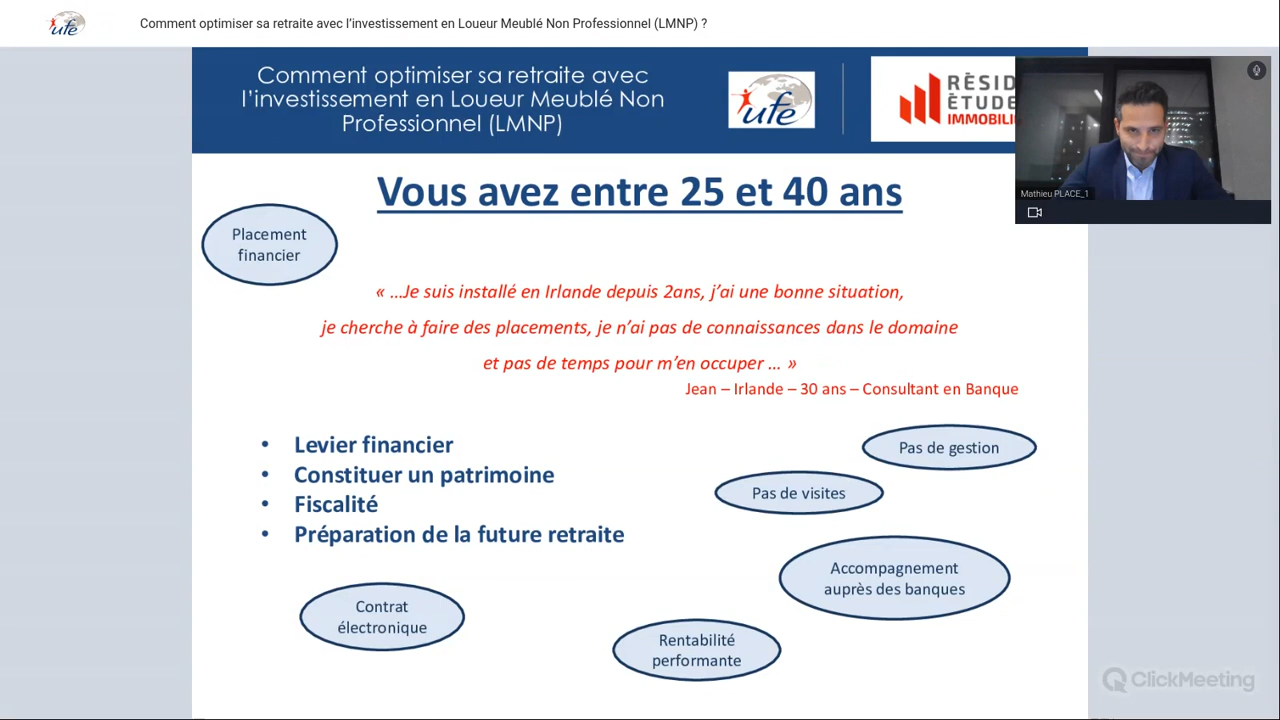 ufe
Comment optimiser sa retraite avec l'investissement en Loueur Meublé Non Professionnel (LMNP) ?
Comment optimiser sa retraite avec
l'investissement en Loueur Meublé Non
Professionnel (LMNP)
ufe
RÉSID
ÉTUDE
IMMOBILI
Mathieu PLACE_1
Vous avez entre 25 et 40 ans
Placement
financier
« ...Je suis installé en Irlande depuis 2ans, j'ai une bonne situation,
je cherche à faire des placements, je n'ai pas de connaissances dans le domaine
et pas de temps pour m'en occuper ... »
Jean – Irlande – 30 ans – Consultant en Banque
• Levier financier
• Constituer un patrimoine
• Fiscalité
• Préparation de la future retraite
Pas de gestion
Pas de visites
Accompagnement
auprès des banques
Contrat
électronique
Rentabilité
performante
ClickMeeting